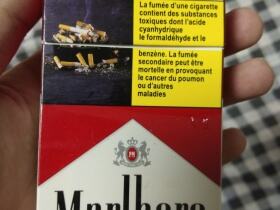 La fumée d'une cigarette
contient des substances
toxiques dont l'acide
cyanhydrique
le formaldéhyde et le
benzène. La fumée
secondaire peut être
mortelle en provoquant
le cancer du poumon
ou d'autres
maladies
Marlboro